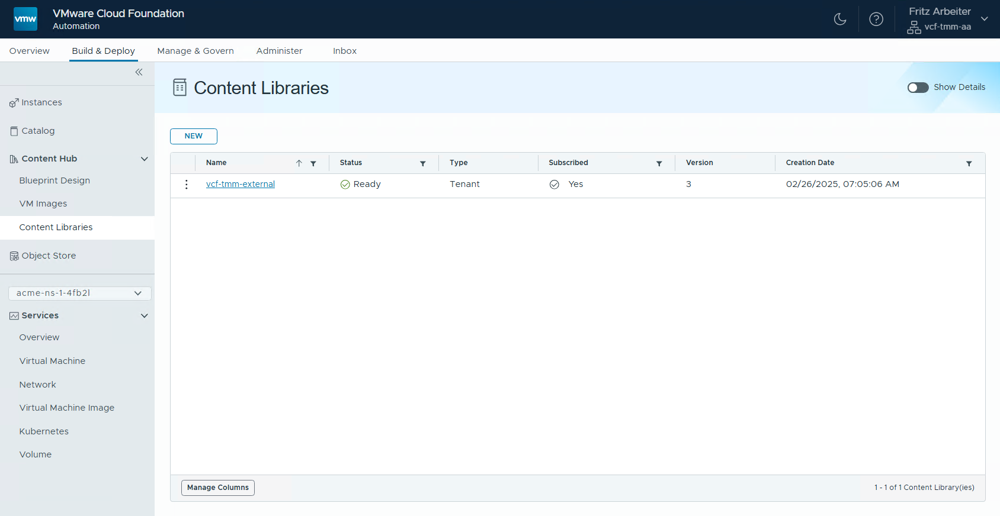 vmw
VMware Cloud Foundation
Automation
?
Fritz Arbeiter
vcf-tmm-aa
Overview
Build & Deploy
Manage & Govern
Administer
Inbox
Instances
Catalog
Content Hub
Blueprint Design
VM Images
Content Libraries
Object Store
acme-ns-1-4fb2l
Services
Overview
Virtual Machine
Network
Virtual Machine Image
Kubernetes
Volume
Content Libraries
Show Details
NEW
Name Status Type Subscribed Version Creation Date
vcf-tmm-external Ready Tenant Yes 3 02/26/2025, 07:05:06 AM
Manage Columns
1 - 1 of 1 Content Library(ies)